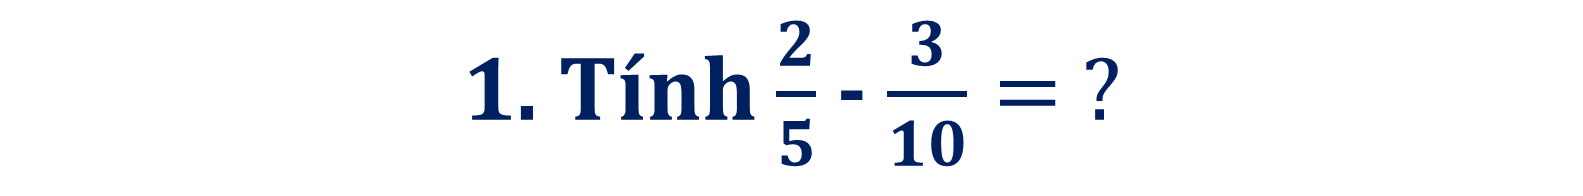 1. Tính 2/5 - 3/10 = ?